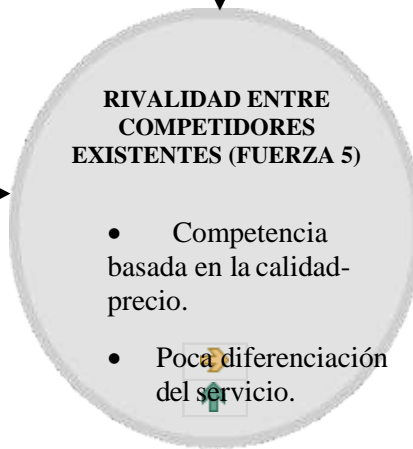 RIVALIDAD ENTRE
COMPETIDORES
EXISTENTES (FUERZA 5)
• Competencia
basada en la calidad-
precio.
• Poca diferenciación
del servicio.